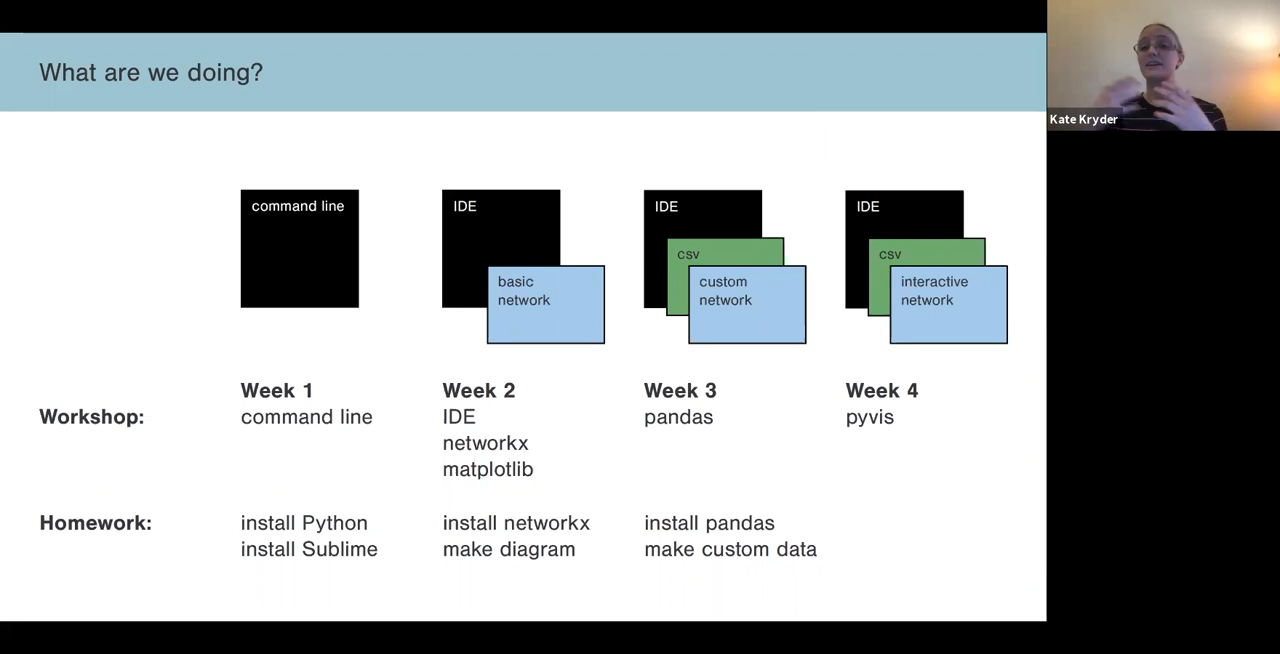 What are we doing?
Kate Kryder
command line
IDE
basic
network
IDE
csv
custom
network
IDE
csv
interactive
network
Week 1
Week 2
Week 3
Week 4
Workshop:
command line
IDE
networkx
matplotlib
pandas
pyvis
Homework:
install Python
install Sublime
install networkx
make diagram
install pandas
make custom data